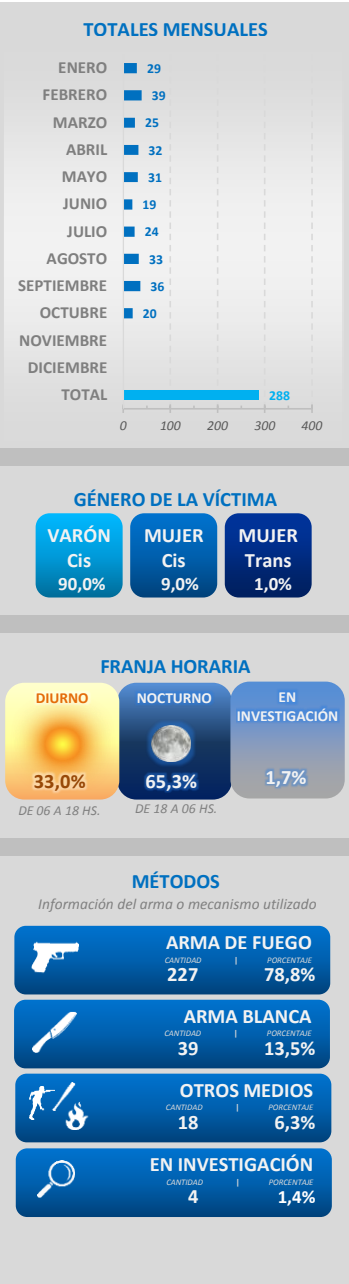 TOTALES MENSUALES
ENERO 29
FEBRERO 39
MARZO 25
ABRIL 32
MAYO 31
JUNIO 19
JULIO 24
AGOSTO 33
SEPTIEMBRE 36
OCTUBRE 20
NOVIEMBRE
DICIEMBRE
TOTAL 288
0 100 200 300 400
GÉNERO DE LA VÍCTIMA
VARÓN MUJER MUJER
Cis Cis Trans
90,0% 9,0% 1,0%
FRANJA HORARIA
DIURNO NOCTURNO EN
INVESTIGACIÓN
33,0% 65,3% 1,7%
DE 06 A 18 HS. DE 18 A 06 HS.
MÉTODOS
Información del arma o mecanismo utilizado
ARMA DE FUEGO
CANTIDAD | PORCENTAJE
227 78,8%
ARMA BLANCA
CANTIDAD | PORCENTAJE
39 13,5%
OTROS MEDIOS
CANTIDAD | PORCENTAJE
18 6,3%
EN INVESTIGACIÓN
CANTIDAD | PORCENTAJE
4 1,4%